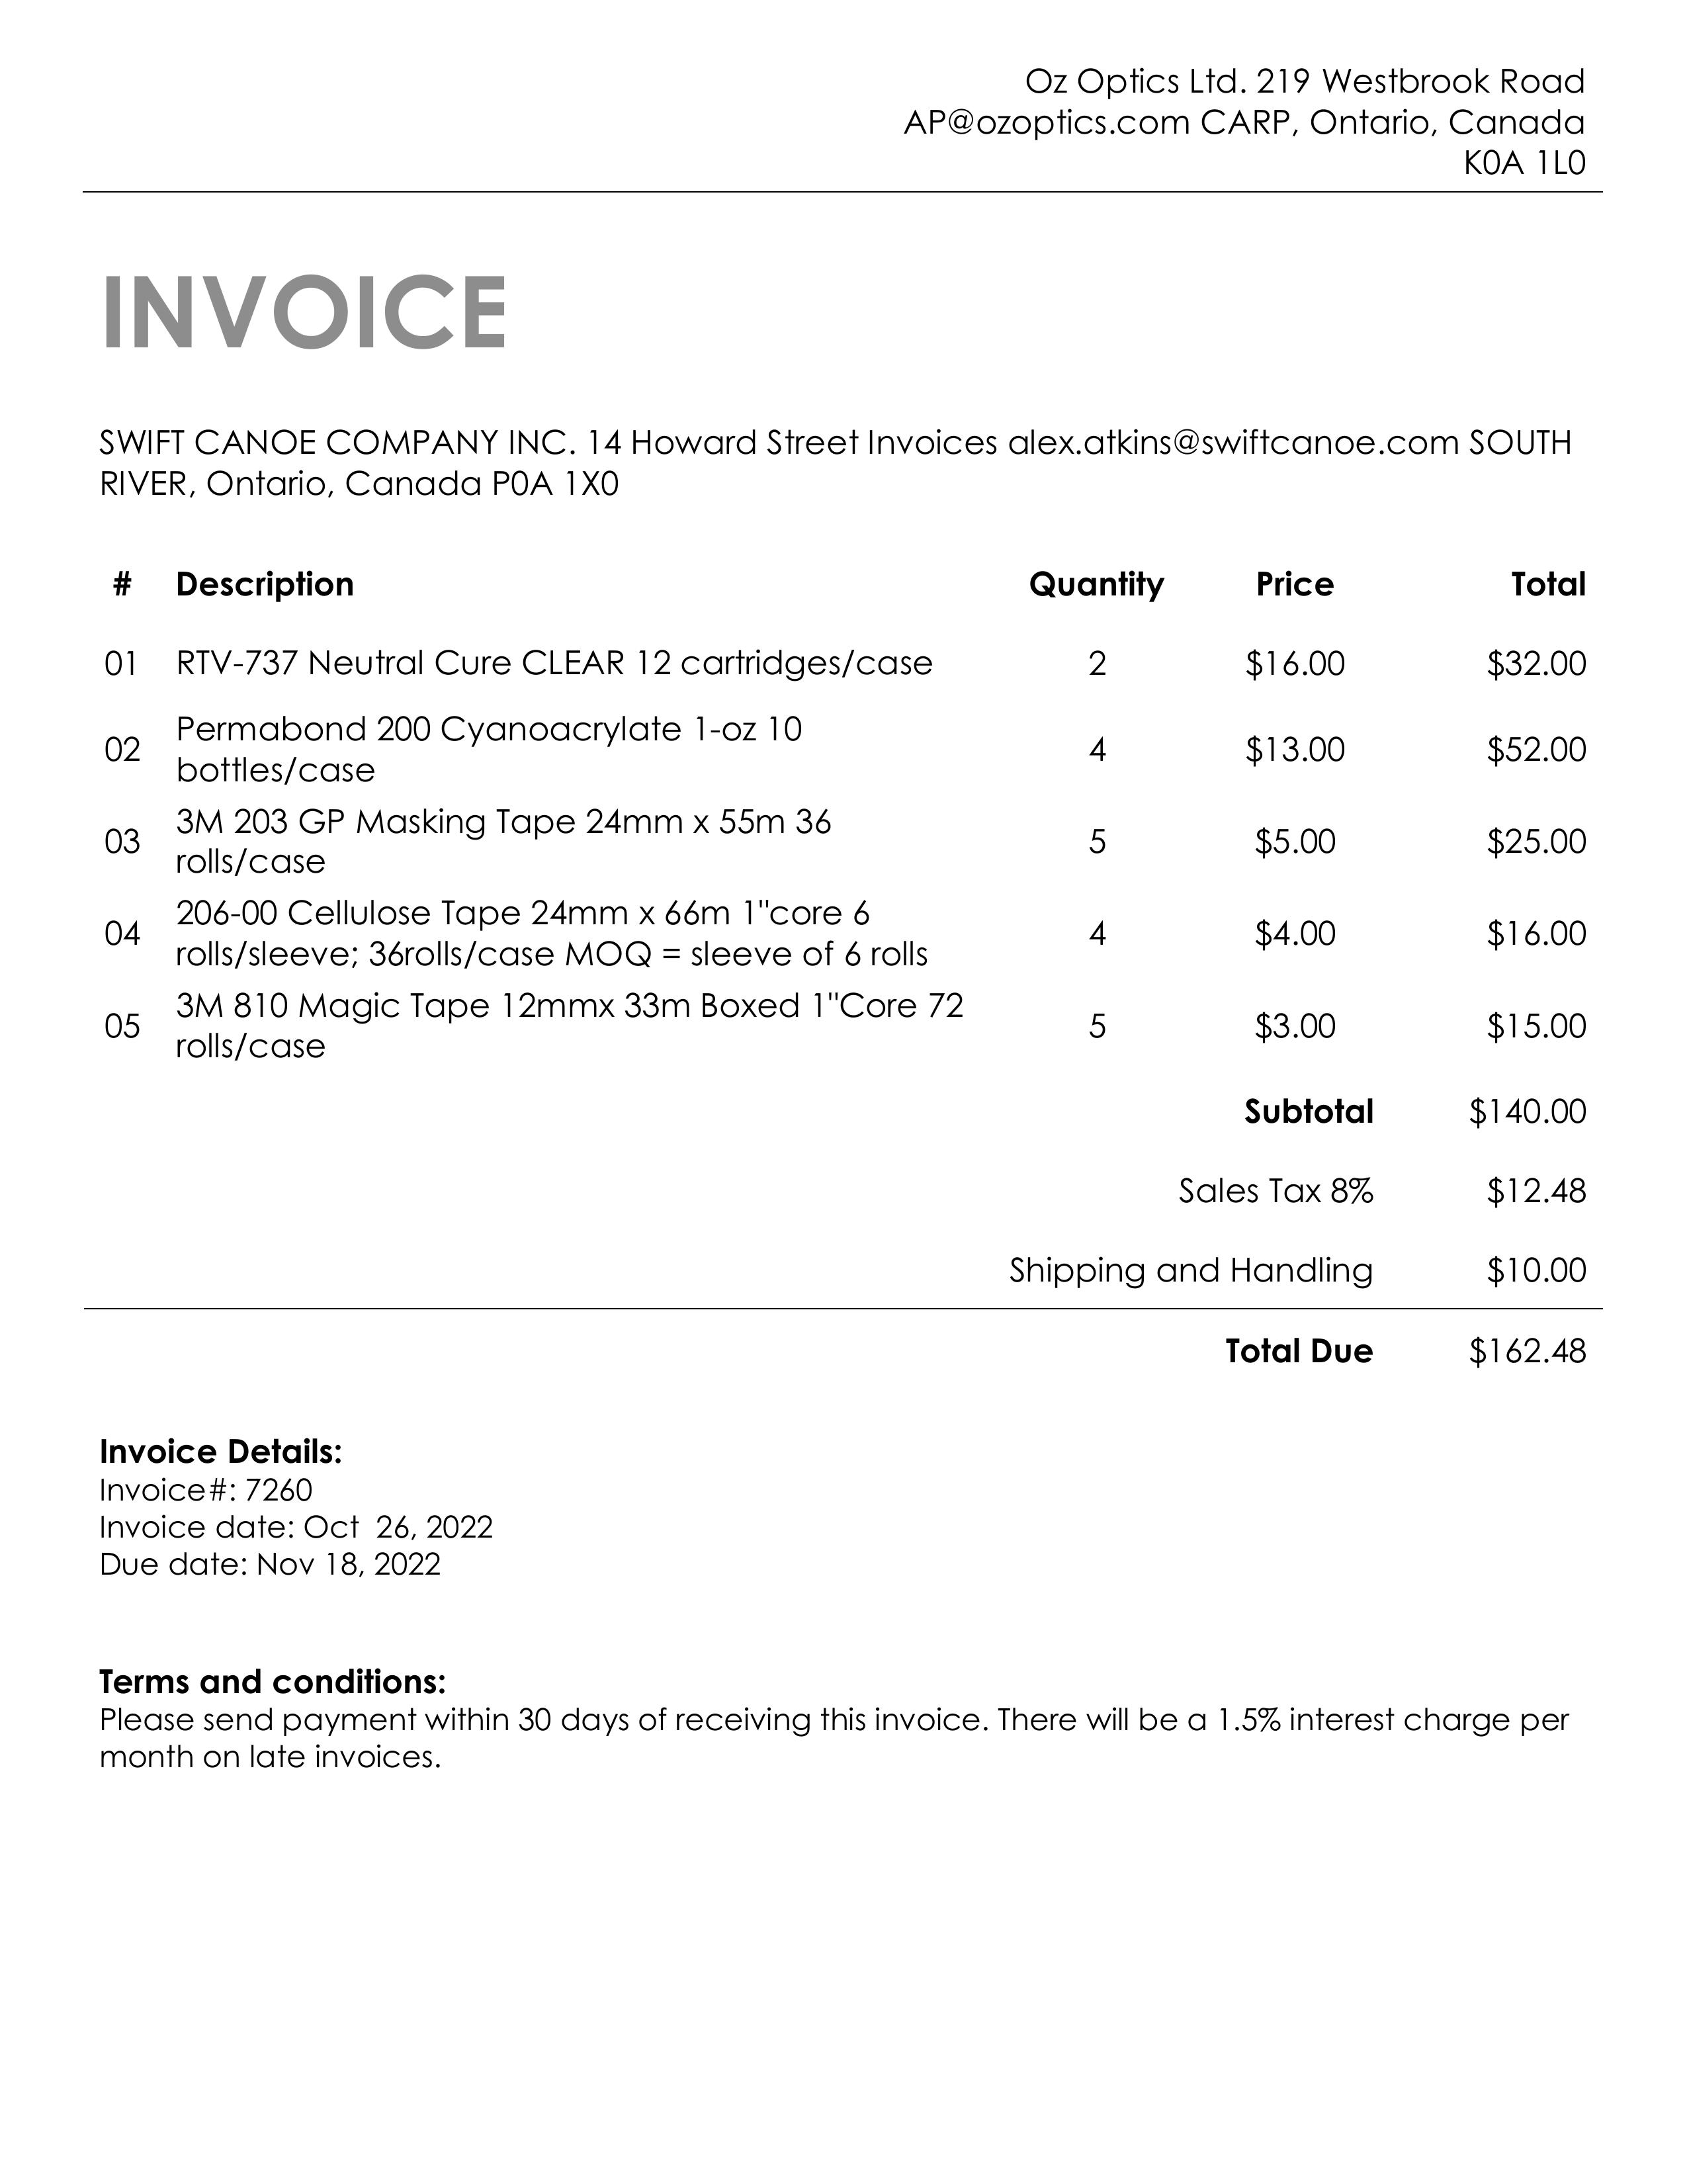 Oz Optics Ltd. 219 Westbrook Road
AP@ozoptics.com CARP, Ontario, Canada
K0A 1L0
INVOICE
SWIFT CANOE COMPANY INC. 14 Howard Street Invoices alex.atkins@swiftcanoe.com SOUTH
RIVER, Ontario, Canada P0A 1X0
# Description Quantity Price Total
01 RTV-737 Neutral Cure CLEAR 12 cartridges/case 2 $16.00 $32.00
02 Permabond 200 Cyanoacrylate 1-oz 10
bottles/case 4 $13.00 $52.00
03 3M 203 GP Masking Tape 24mm x 55m 36
rolls/case 5 $5.00 $25.00
04 206-00 Cellulose Tape 24mm x 66m 1"core 6
rolls/sleeve; 36rolls/case MOQ = sleeve of 6 rolls 4 $4.00 $16.00
05 3M 810 Magic Tape 12mmx 33m Boxed 1"Core 72
rolls/case 5 $3.00 $15.00
Subtotal $140.00
Sales Tax 8% $12.48
Shipping and Handling $10.00
Total Due $162.48
Invoice Details:
Invoice#: 7260
Invoice date: Oct  26, 2022
Due date: Nov 18, 2022
Terms and conditions:
Please send payment within 30 days of receiving this invoice. There will be a 1.5% interest charge per
month on late invoices.